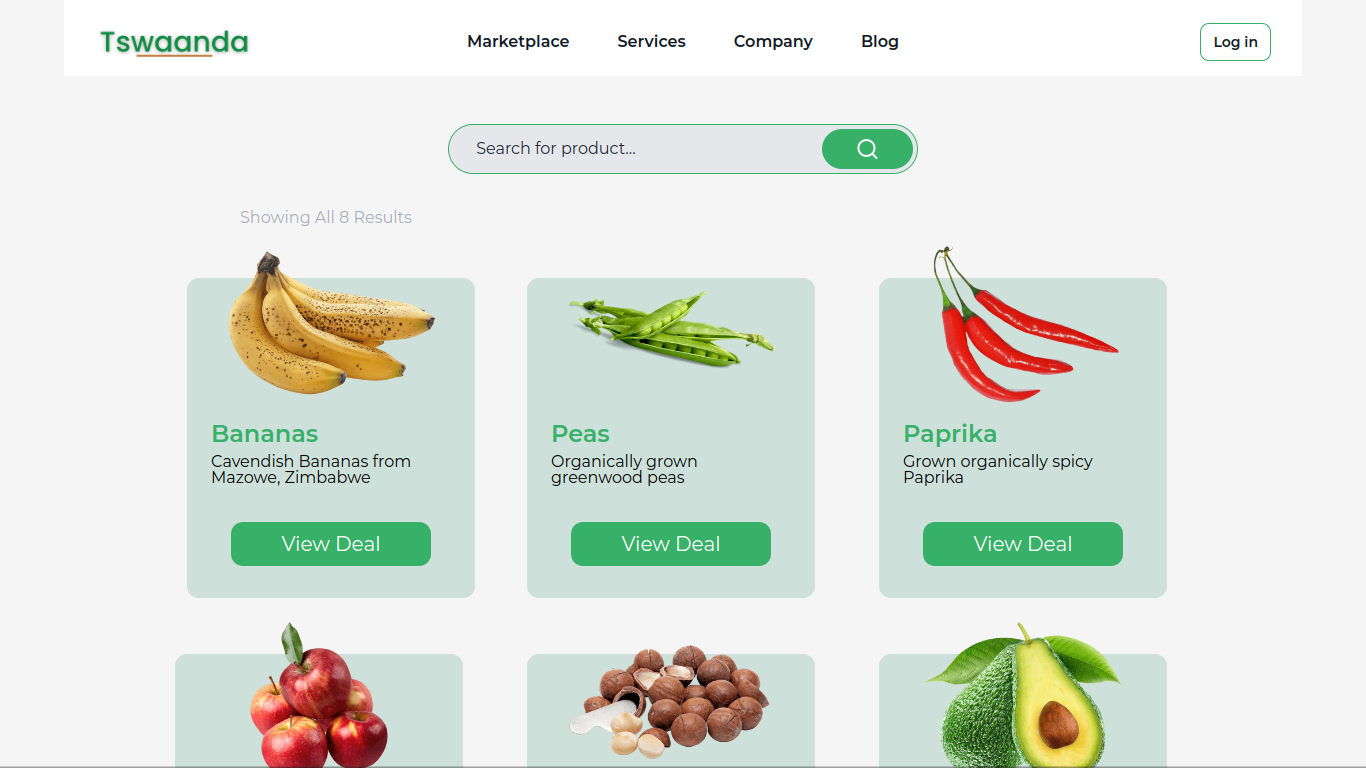 Tswaanda
Marketplace
Services
Company
Blog
Log in
Search for product...
Showing All 8 Results
Bananas
Cavendish Bananas from
Mazowe, Zimbabwe
View Deal
Peas
Organically grown
greenwood peas
View Deal
Paprika
Grown organically spicy
Paprika
View Deal